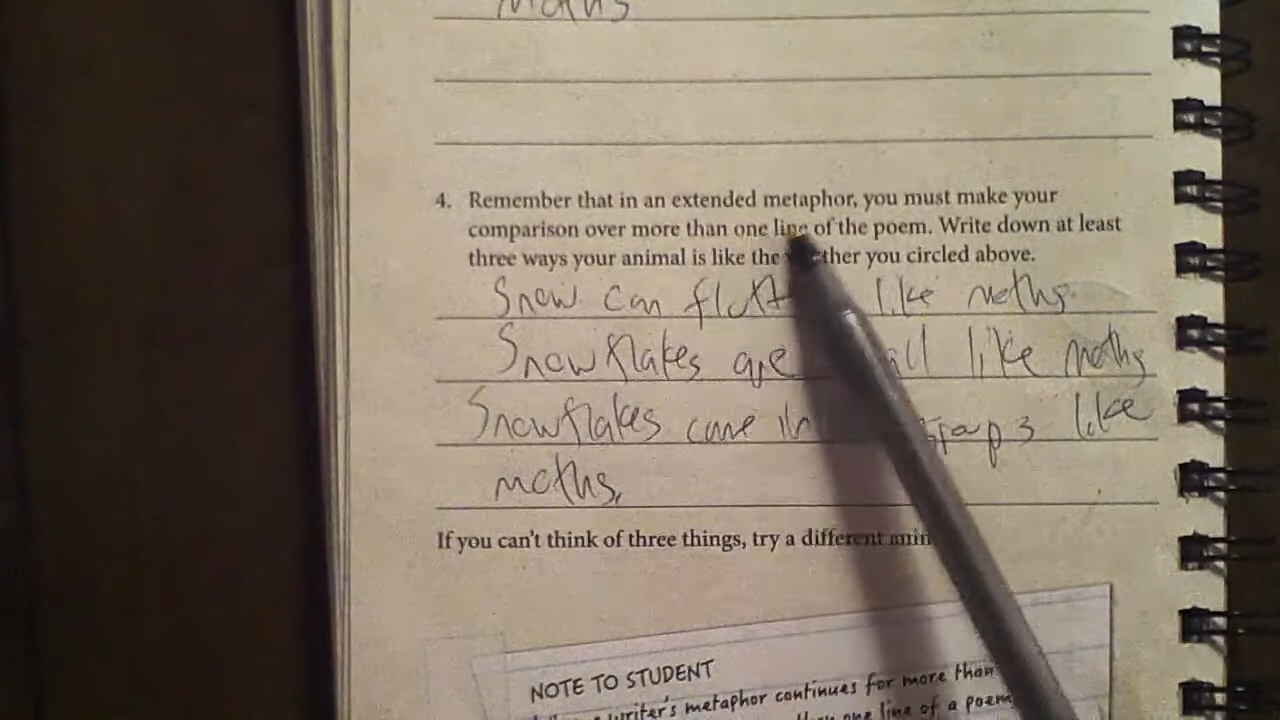 Moths
4. Remember that in an extended metaphor, you must make your
comparison over more than one line of the poem. Write down at least
three ways your animal is like the you circled above.
Snow can like moths.
Snowflakes are like moths
Snowflakes come in groups like
moths.
If you can't think of three things, try a different
NOTE TO STUDENT
writer's metaphor continues for more than
than one line of a poem,